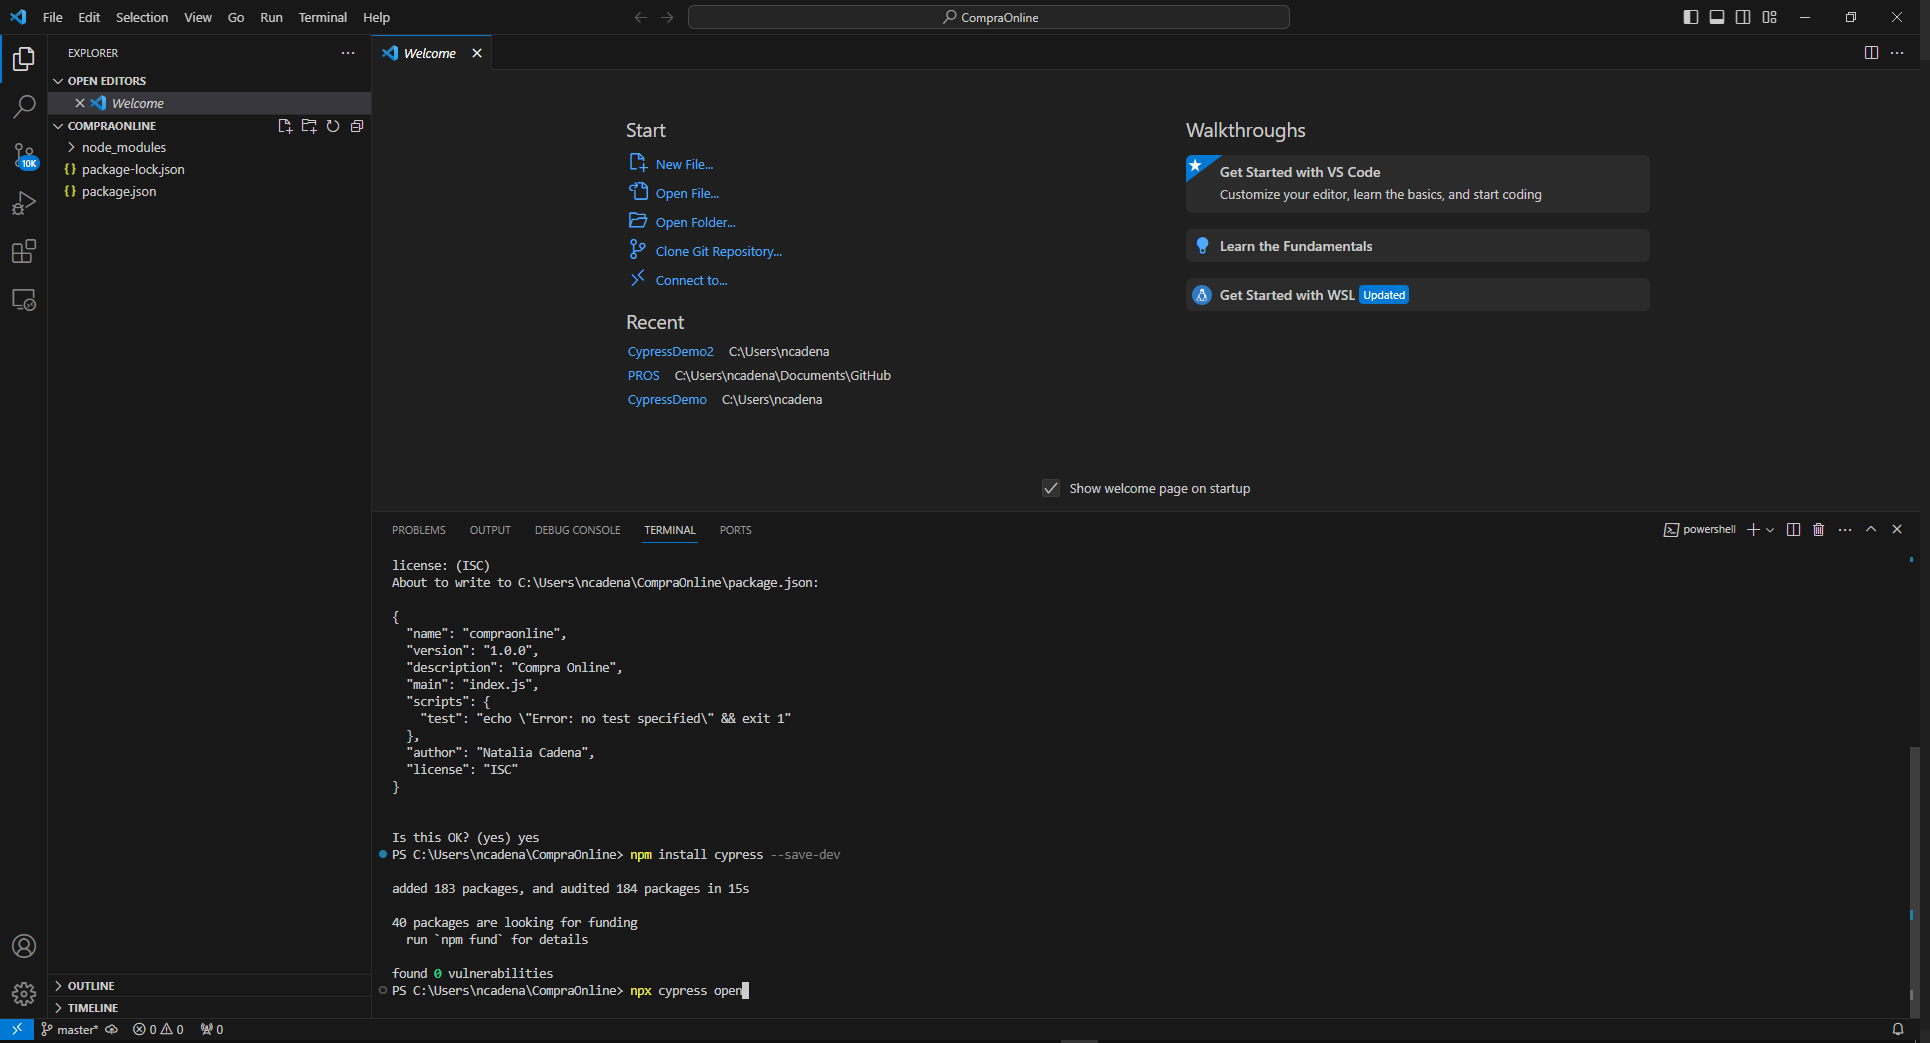 File Edit Selection View Go Run Terminal Help
CompraOnline
EXPLORER
OPEN EDITORS
Welcome
COMPRAONLINE
node_modules
package-lock.json
package.json
10K
OUTLINE
TIMELINE
Welcome
Start
New File...
Open File...
Open Folder...
Clone Git Repository...
Connect to...
Recent
CypressDemo2 C:\Users\ncadena
PROS C:\Users\ncadena\Documents\GitHub
CypressDemo C:\Users\ncadena
Walkthroughs
Get Started with VS Code
Customize your editor, learn the basics, and start coding
Learn the Fundamentals
Get Started with WSL Updated
Show welcome page on startup
PROBLEMS OUTPUT DEBUG CONSOLE TERMINAL PORTS
powershell
license: (ISC)
About to write to C:\Users\ncadena\CompraOnline\package.json:
{
"name": "compraonline",
"version": "1.0.0",
"description": "Compra Online",
"main": "index.js",
"scripts": {
"test": "echo \"Error: no test specified\" && exit 1"
},
"author": "Natalia Cadena",
"license": "ISC"
}
Is this OK? (yes) yes
PS C:\Users\ncadena\CompraOnline> npm install cypress --save-dev
added 183 packages, and audited 184 packages in 15s
40 packages are looking for funding
run `npm fund` for details
found 0 vulnerabilities
PS C:\Users\ncadena\CompraOnline> npx cypress open
master* 0 0 0